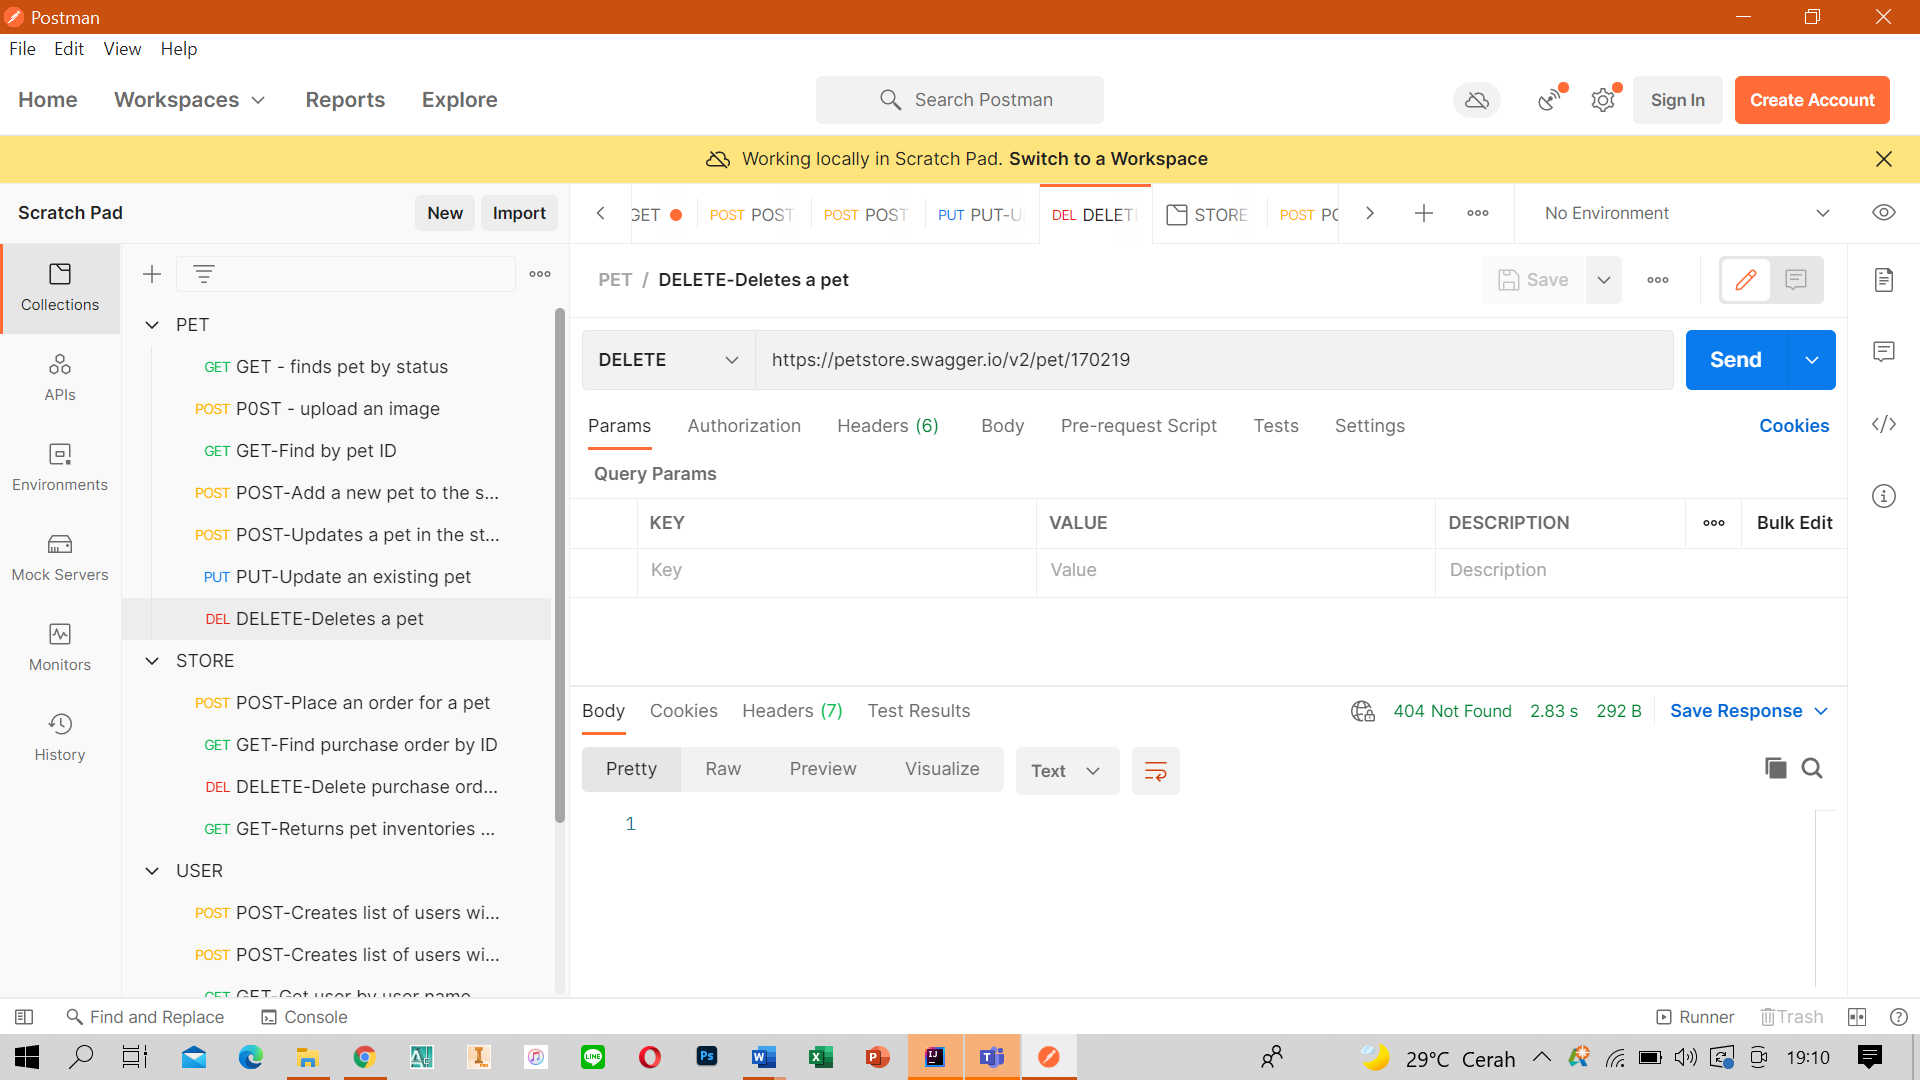 Postman
File Edit View Help
Home Workspaces Reports Explore
Search Postman
Sign In
Create Account
Working locally in Scratch Pad. Switch to a Workspace
Scratch Pad
New
Import
GET
POST POST
POST POST
PUT PUT-U
DEL DELET
STORE
POST PO
No Environment
Collections
APIs
Environments
Mock Servers
Monitors
History
PET
GET GET - finds pet by status
POST P0ST - upload an image
GET GET-Find by pet ID
POST POST-Add a new pet to the s...
POST POST-Updates a pet in the st...
PUT PUT-Update an existing pet
DEL DELETE-Deletes a pet
STORE
POST POST-Place an order for a pet
GET GET-Find purchase order by ID
DEL DELETE-Delete purchase ord...
GET GET-Returns pet inventories ...
USER
POST POST-Creates list of users wi...
POST POST-Creates list of users wi...
GET GET-Get user by user name
PET / DELETE-Deletes a pet
Save
DELETE
https://petstore.swagger.io/v2/pet/170219
Send
Params Authorization Headers (6) Body Pre-request Script Tests Settings
Cookies
Query Params
KEY VALUE DESCRIPTION
Bulk Edit
Key Value Description
Body Cookies Headers (7) Test Results
404 Not Found 2.83 s 292 B
Save Response
Pretty Raw Preview Visualize
Text
1
Find and Replace
Console
Runner
Trash
Ps
LINE
29°C Cerah
19:10